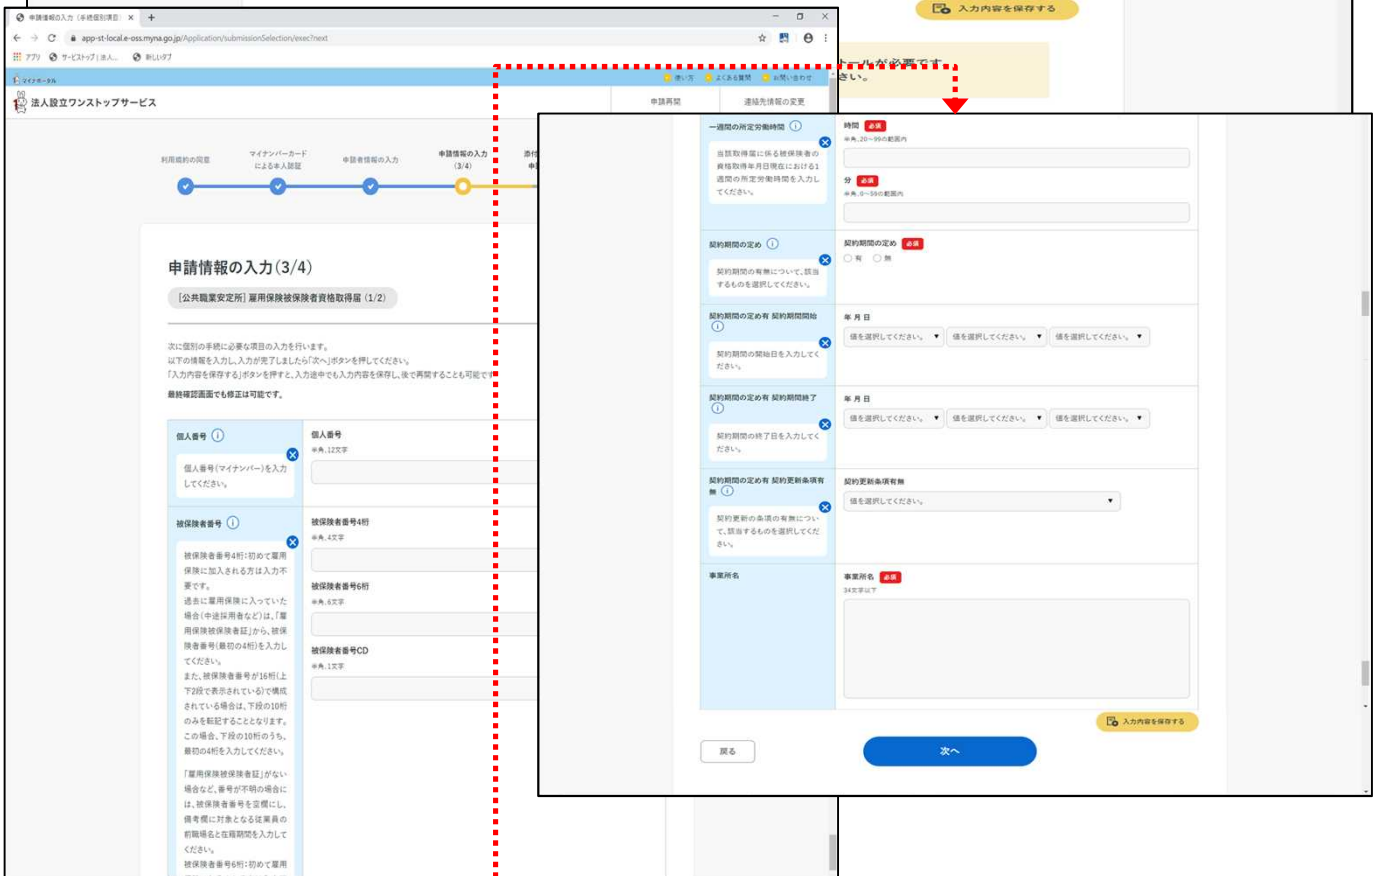 入力内容を保存する
トールが必要です
さい。
申請情報の入力（手続個別項目）
app-st-local.e-oss.myna.go.jp/Application/submissionSelection/exec?next
アプリ サービストップ|法人... 新しいタブ
マイナポータル
使い方 よくある質問 お問い合わせ
法人設立ワンストップサービス
申請再開 連絡先情報の変更
利用規約の同意
マイナンバーカード
による本人認証
申請者情報の入力
申請情報の入力
(3/4)
添付
申
申請情報の入力(3/4)
[公共職業安定所] 雇用保険被保険者資格取得届 (1/2)
次に個別の手続に必要な項目の入力を行います。
以下の情報を入力し、入力が完了しましたら「次へ」ボタンを押してください。
「入力内容を保存する」ボタンを押すと、入力途中でも入力内容を保存し、後で再開することも可能です
最終確認画面でも修正は可能です。
個人番号
個人番号(マイナンバー)を入力
してください。
個人番号
半角、12文字
被保険者番号
被保険者番号4桁:初めて雇用
保険に加入される方は入力不
要です。
過去に雇用保険に入っていた
場合(中途採用者など)は、「雇
用保険被保険者証」から、被保
険者番号(最初の4桁)を入力し
てください。
また、被保険者番号が16桁(上
下2段で表示されている)で構成
されている場合は、下段の10桁
のみを転記することとなります。
この場合、下段の10桁のうち、
最初の4桁を入力してください。
「雇用保険被保険者証」がない
場合など、番号が不明の場合に
は、被保険者番号を空欄にし、
備考欄に対象となる従業員の
前職場名と在籍期間を入力して
ください。
被保険者番号6桁:初めて雇用
被保険者番号4桁
半角、4文字
被保険者番号6桁
半角、6文字
被保険者番号CD
半角、1文字
一週間の所定労働時間
当該取得届に係る被保険者の
資格取得年月日現在における1
週間の所定労働時間を入力し
てください。
時間 必須
半角、20～99の範囲内
分 必須
半角、0～59の範囲内
契約期間の定め
契約期間の有無について、該当
するものを選択してください。
契約期間の定め 必須
有 無
契約期間の定め有 契約期間開始
契約期間の開始日を入力してく
ださい。
年 月 日
値を選択してください。 値を選択してください。 値を選択してください。
契約期間の定め有 契約期間終了
契約期間の終了日を入力してく
ださい。
年 月 日
値を選択してください。 値を選択してください。 値を選択してください。
契約期間の定め有 契約更新条項有
無
契約更新の条項の有無につい
て、該当するものを選択してくだ
さい。
契約更新条項有無
値を選択してください。
事業所名
事業所名 必須
34文字以下
入力内容を保存する
戻る 次へ